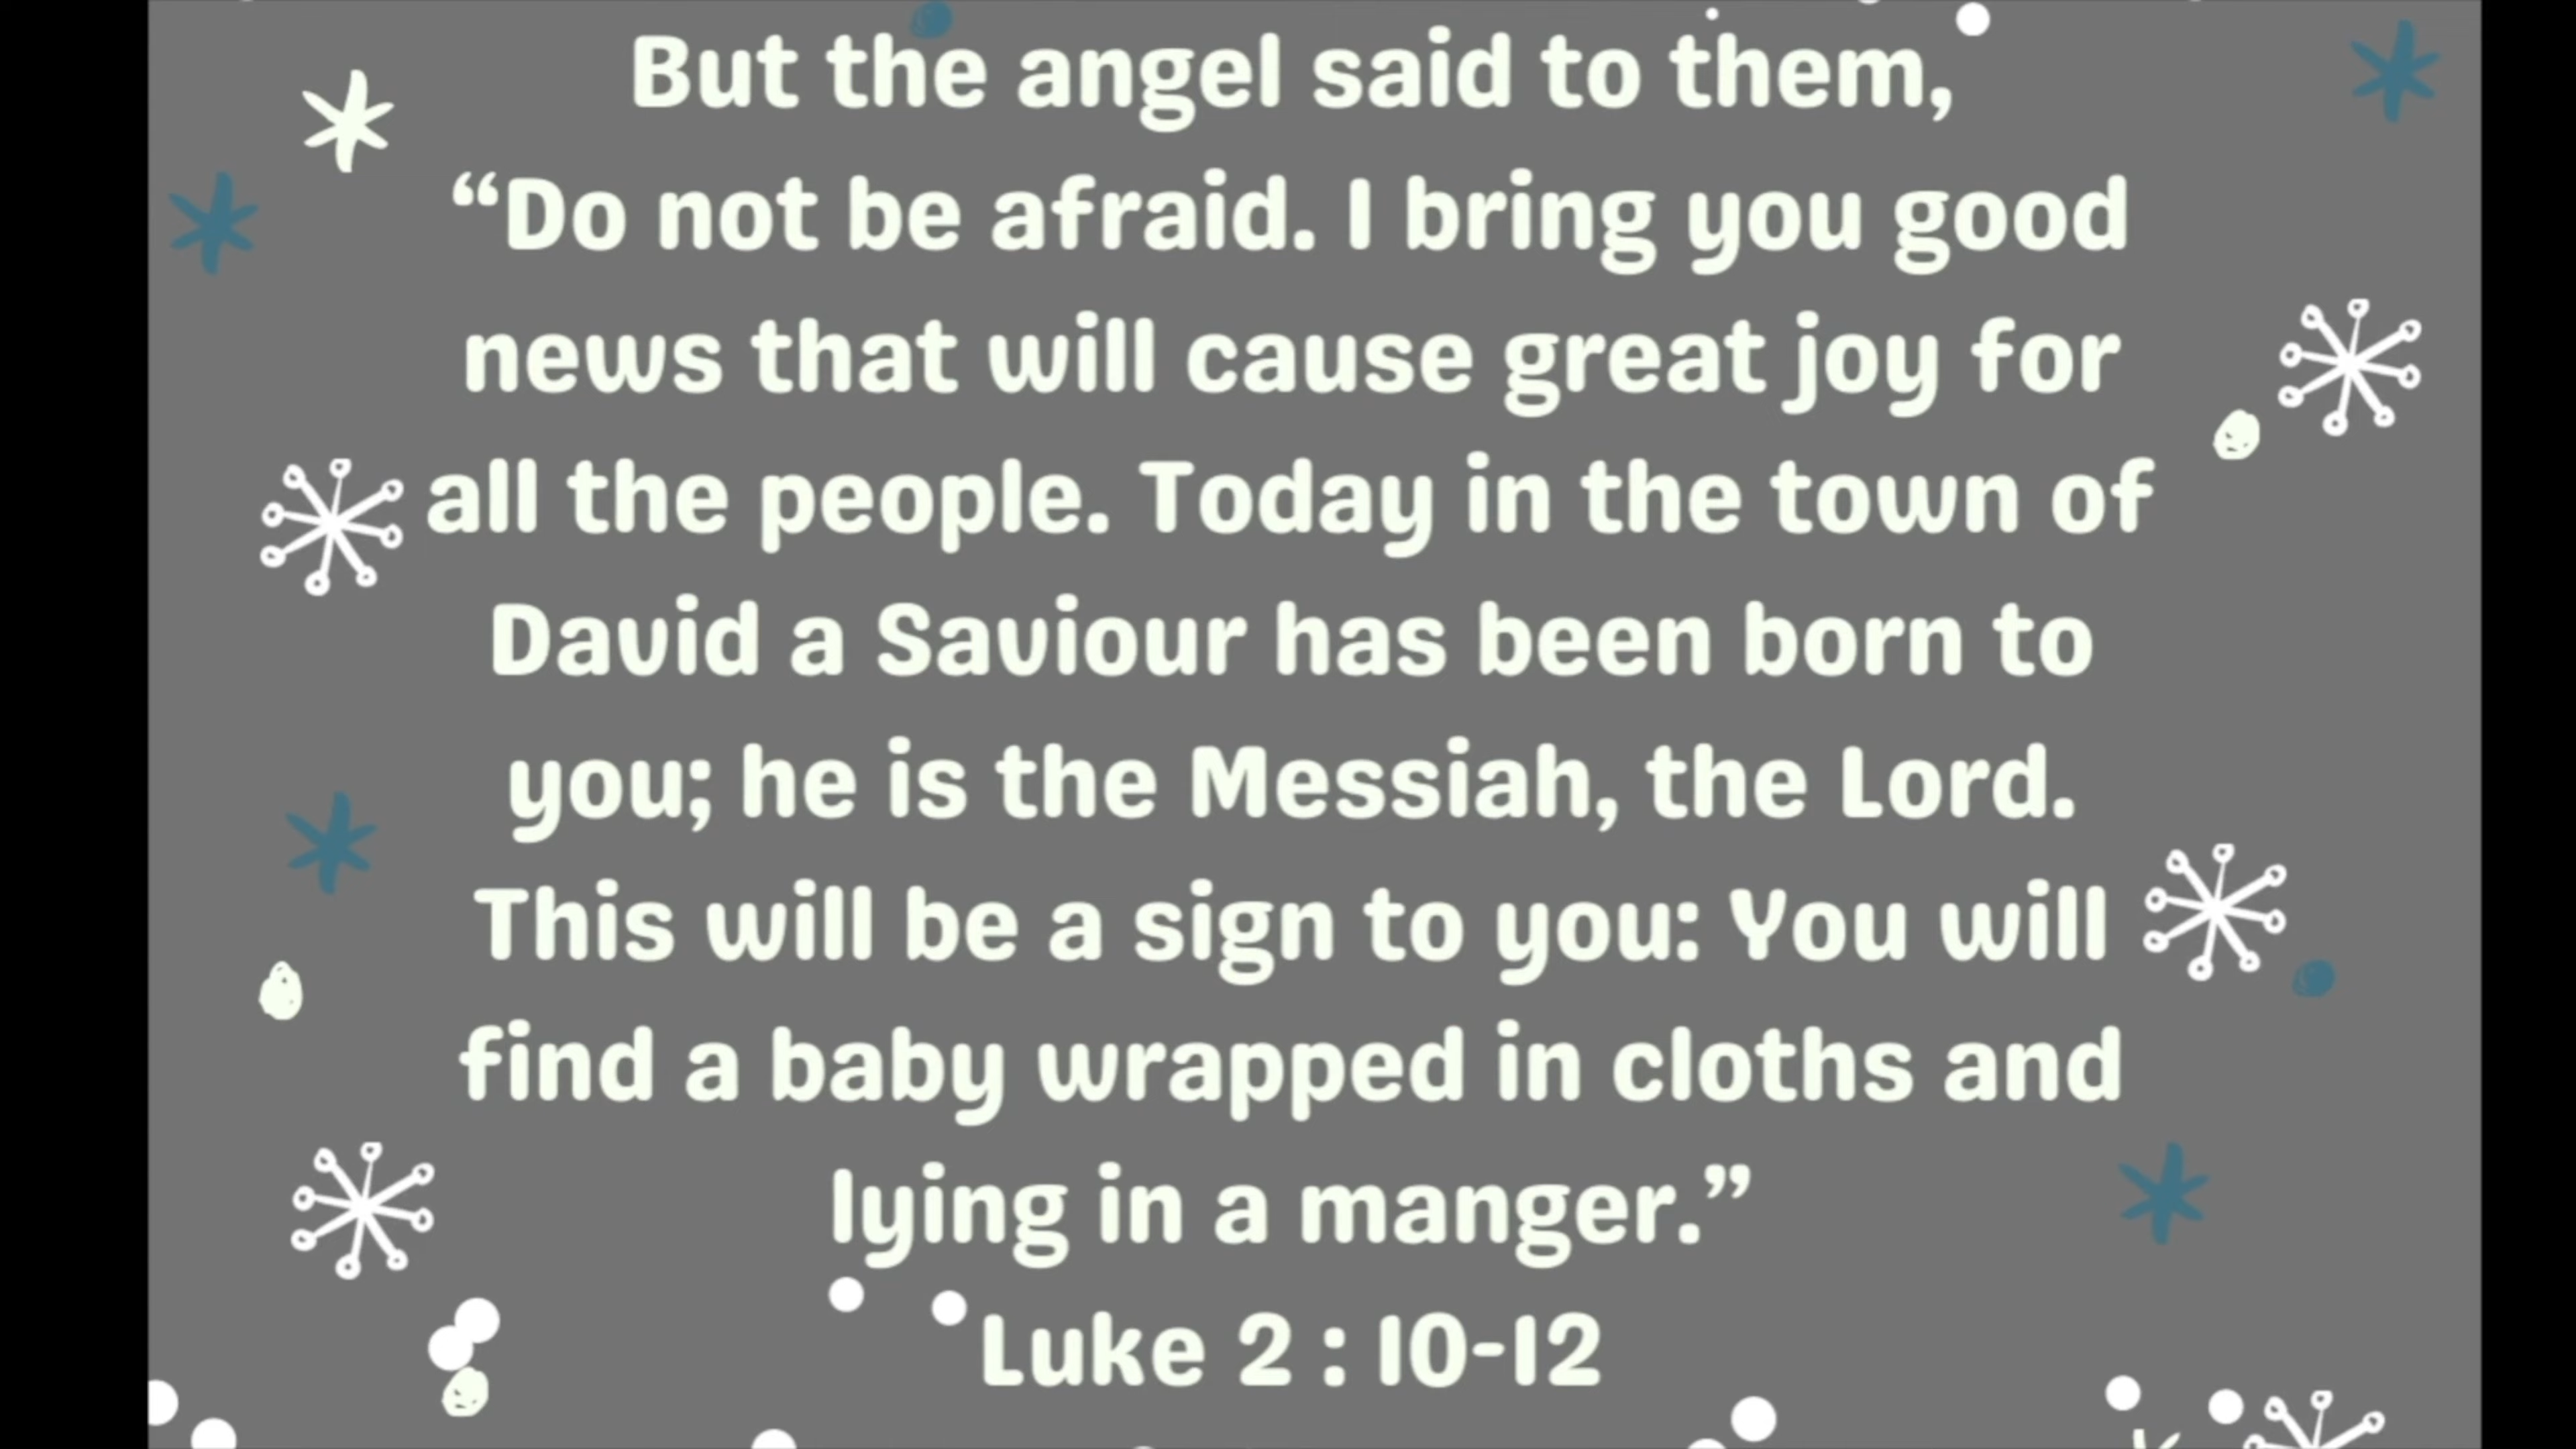 But the angel said to them,
“Do not be afraid. I bring you good
news that will cause great joy for
all the people. Today in the town of
David a Saviour has been born to
you; he is the Messiah, the Lord.
This will be a sign to you: You will
find a baby wrapped in cloths and
lying in a manger.”
Luke 2 : 10-12